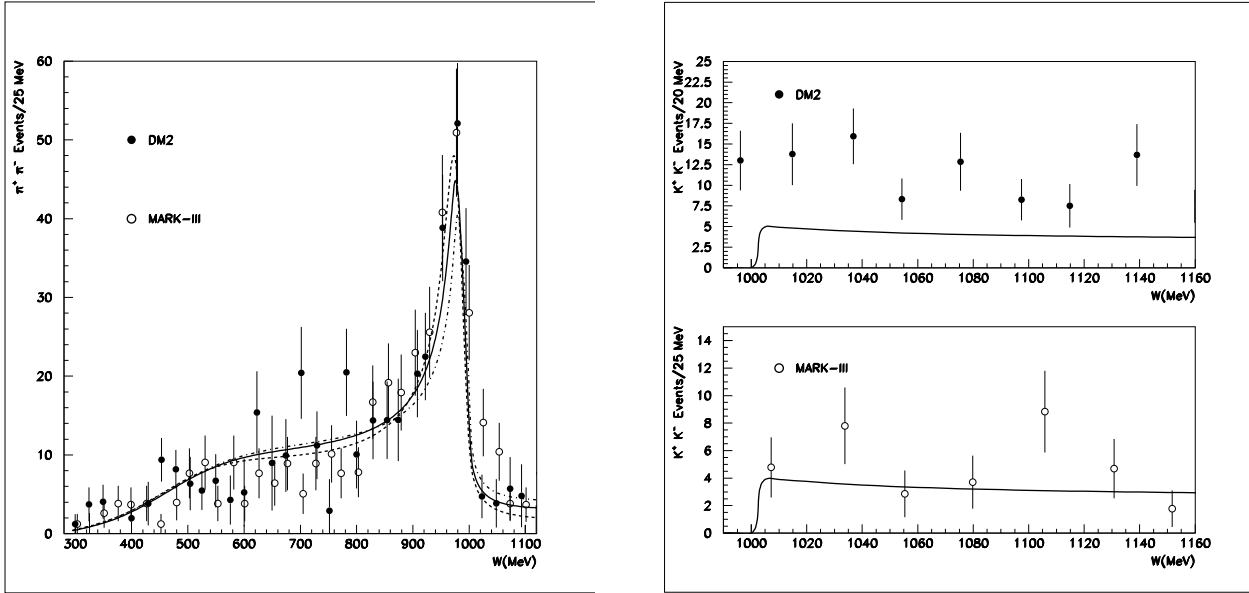 π⁺ π⁻ Events/25 MeV
60
50
40
30
20
10
0
DM2
MARK–III
300 400 500 600 700 800 900 1000 1100
W(MeV)
K⁺ K⁻ Events/20 MeV
25
22.5
20
17.5
15
12.5
10
7.5
5
2.5
0
DM2
1000 1020 1040 1060 1080 1100 1120 1140 1160
W(MeV)
K⁺ K⁻ Events/25 MeV
14
12
10
8
6
4
2
0
MARK–III
1000 1020 1040 1060 1080 1100 1120 1140 1160
W(MeV)